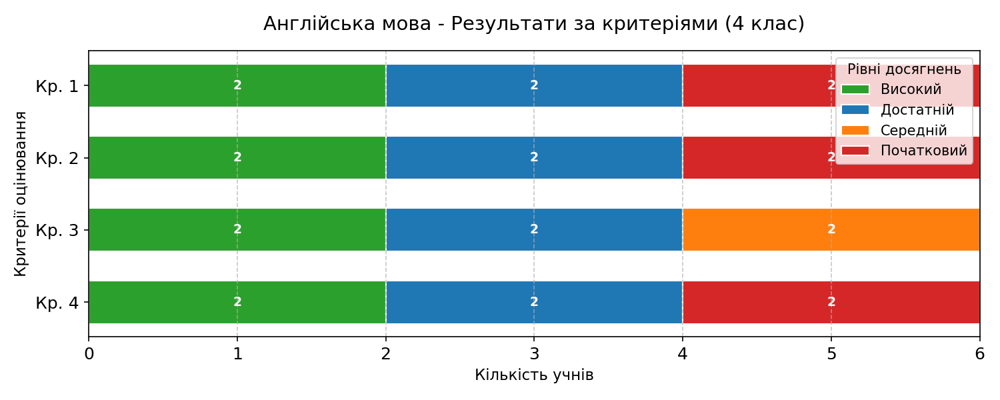 Англійська мова - Результати за критеріями (4 клас)
Рівні досягнень
Високий
Достатній
Середній
Початковий
Критерії оцінювання
Кр. 1
2 2 2
Кр. 2
2 2 2
Кр. 3
2 2 2
Кр. 4
2 2 2
0 1 2 3 4 5 6
Кількість учнів